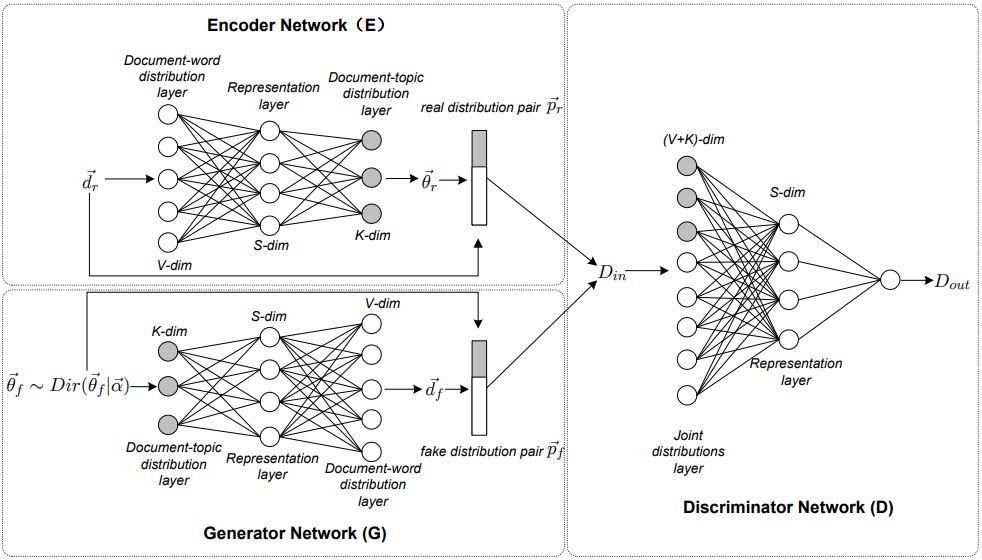 Encoder Network (E)
Document-word
distribution
layer
Representation
layer
Document-topic
distribution
layer
real distribution pair $\vec{p}_r$
$\vec{d}_r$
$\vec{\theta}_r$
V-dim
S-dim
K-dim
K-dim
S-dim
V-dim
$\vec{\theta}_f \sim Dir(\vec{\theta}_f|\vec{\alpha})$
$\vec{d}_f$
Document-topic
distribution
layer
Representation
layer
Document-word
distribution
layer
fake distribution pair $\vec{p}_f$
Generator Network (G)
$D_{in}$
(V+K)-dim
S-dim
$D_{out}$
Representation
layer
Joint
distributions
layer
Discriminator Network (D)